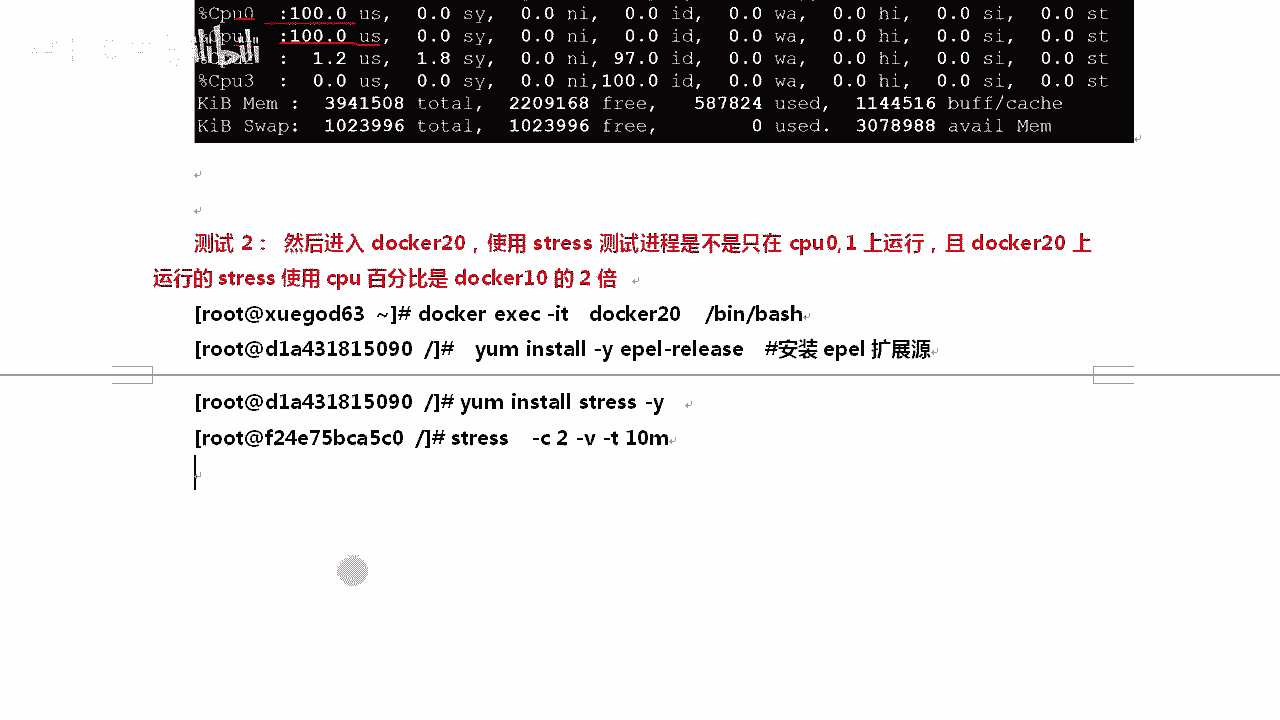 %Cpu0 :100.0 us, 0.0 sy, 0.0 ni, 0.0 id, 0.0 wa, 0.0 hi, 0.0 si, 0.0 st
:100.0 us, 0.0 sy, 0.0 ni, 0.0 id, 0.0 wa, 0.0 hi, 0.0 si, 0.0 st
: 1.2 us, 1.8 sy, 0.0 ni, 97.0 id, 0.0 wa, 0.0 hi, 0.0 si, 0.0 st
%Cpu3 : 0.0 us, 0.0 sy, 0.0 ni,100.0 id, 0.0 wa, 0.0 hi, 0.0 si, 0.0 st
KiB Mem : 3941508 total, 2209168 free, 587824 used, 1144516 buff/cache
KiB Swap: 1023996 total, 1023996 free, 0 used. 3078988 avail Mem
测试 2： 然后进入 docker20，使用 stress 测试进程是不是只在 cpu0,1 上运行，且 docker20 上
运行的 stress 使用 cpu 百分比是 docker10 的 2 倍
[root@xuegod63 ~]# docker exec -it docker20 /bin/bash
[root@d1a431815090 /]# yum install -y epel-release #安装 epel 扩展源
[root@d1a431815090 /]# yum install stress -y
[root@f24e75bca5c0 /]# stress -c 2 -v -t 10m